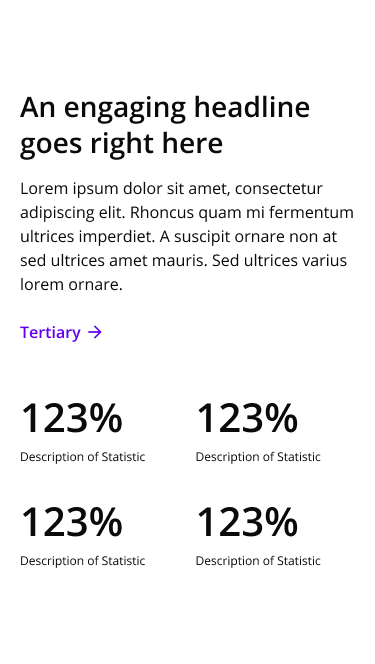 An engaging headline
goes right here
Lorem ipsum dolor sit amet, consectetur
adipiscing elit. Rhoncus quam mi fermentum
ultrices imperdiet. A suscipit ornare non at
sed ultrices amet mauris. Sed ultrices varius
lorem ornare.
Tertiary →
123% 123%
Description of Statistic Description of Statistic
123% 123%
Description of Statistic Description of Statistic